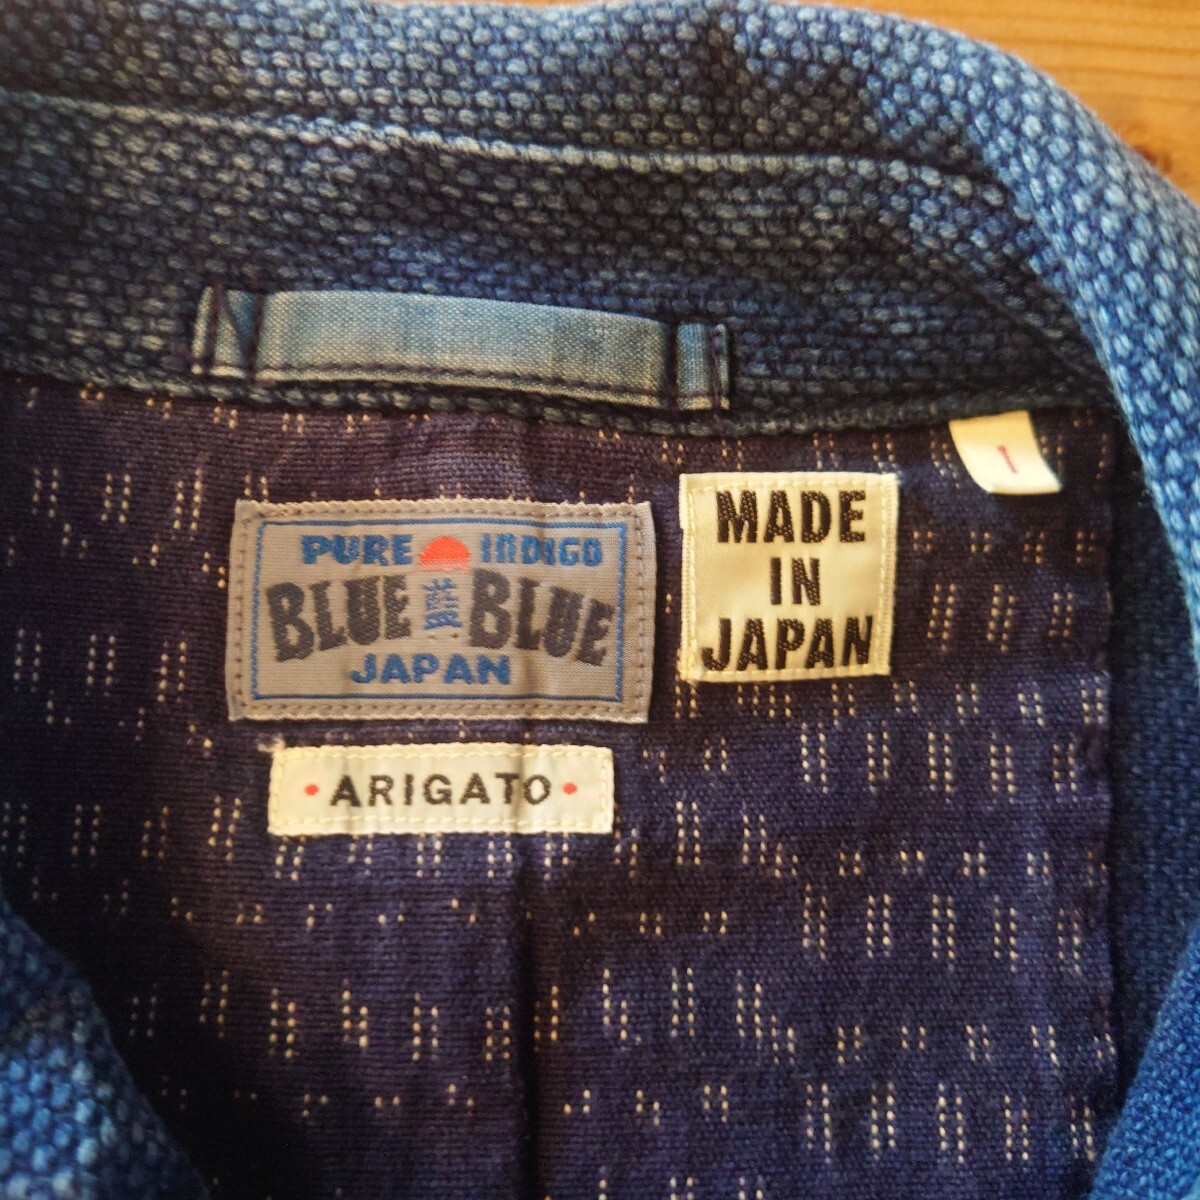 PURE INDIGO
BLUE 藍 BLUE
JAPAN
MADE
IN
JAPAN
1
• ARIGATO •